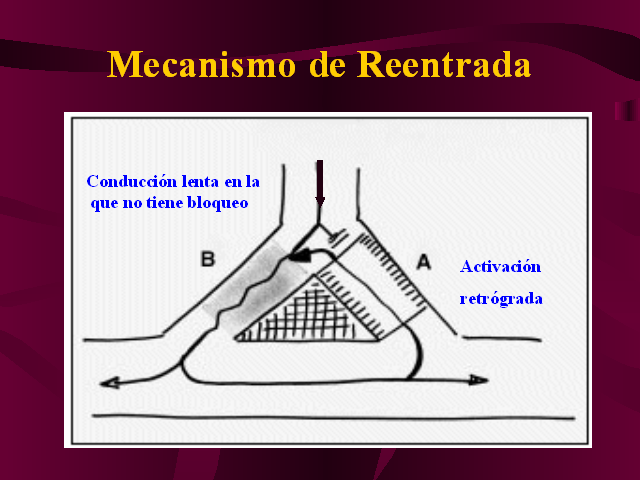 Mecanismo de Reentrada
Conducción lenta en la
que no tiene bloqueo
B
A
Activación
retrógrada